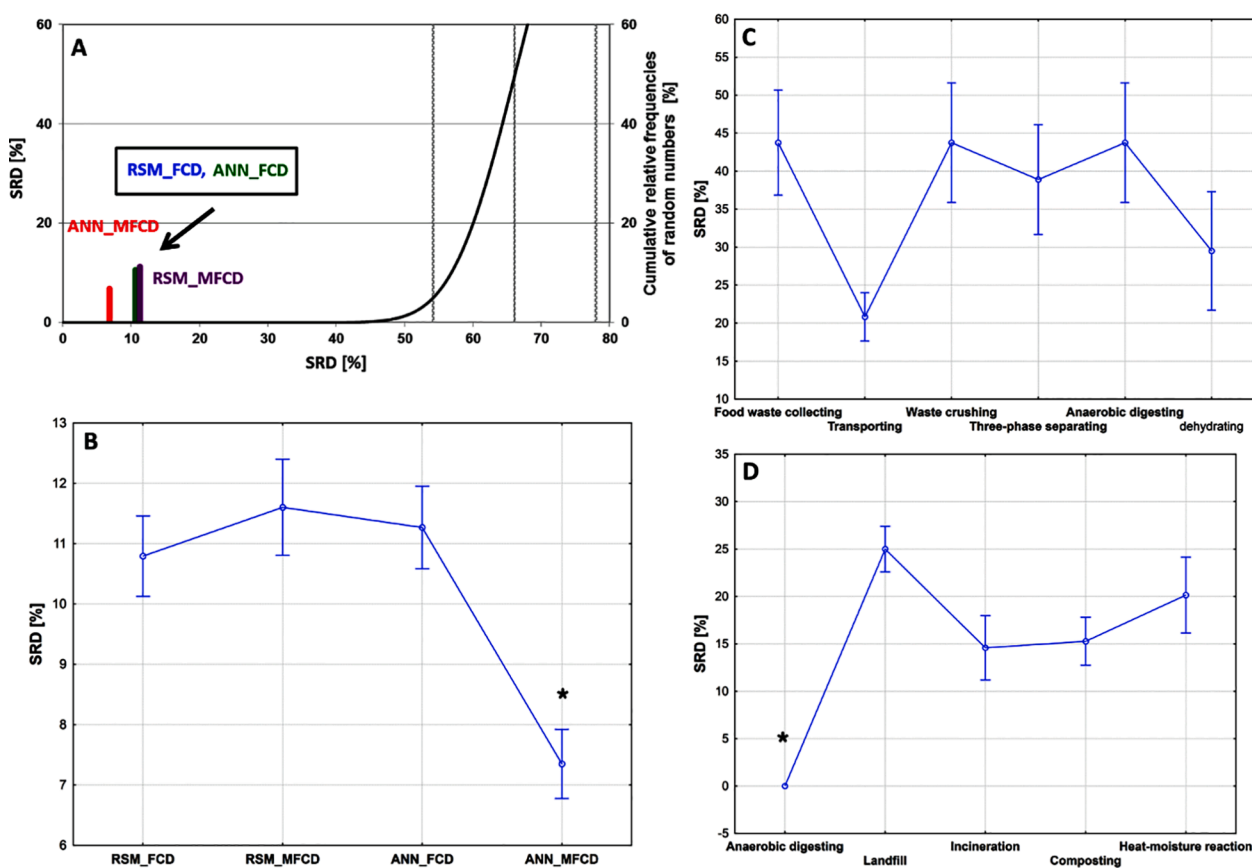 A
60
40
20
0
SRD [%]
0 10 20 30 40 50 60 70 80
SRD [%]
60
40
20
0
Cumulative relative frequencies
of random numbers [%]
RSM_FCD, ANN_FCD
ANN_MFCD
RSM_MFCD
B
13
12
11
10
9
8
7
6
SRD [%]
*
RSM_FCD RSM_MFCD ANN_FCD ANN_MFCD
C
60
55
50
45
40
35
30
25
20
15
10
SRD [%]
Food waste collecting Waste crushing Anaerobic digesting
Transporting Three-phase separating dehydrating
D
35
30
25
20
15
10
5
0
-5
SRD [%]
*
Anaerobic digesting Incineration Heat-moisture reaction
Landfill Composting